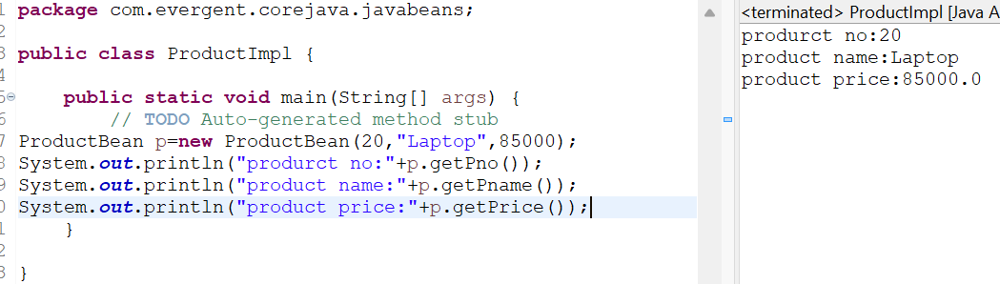 package com.evergent.corejava.javabeans;
public class ProductImpl {
public static void main(String[] args) {
// TODO Auto-generated method stub
ProductBean p=new ProductBean(20,"Laptop",85000);
System.out.println("produrct no:"+p.getPno());
System.out.println("product name:"+p.getPname());
System.out.println("product price:"+p.getPrice());
}
}
<terminated> ProductImpl [Java A
produrct no:20
product name:Laptop
product price:85000.0